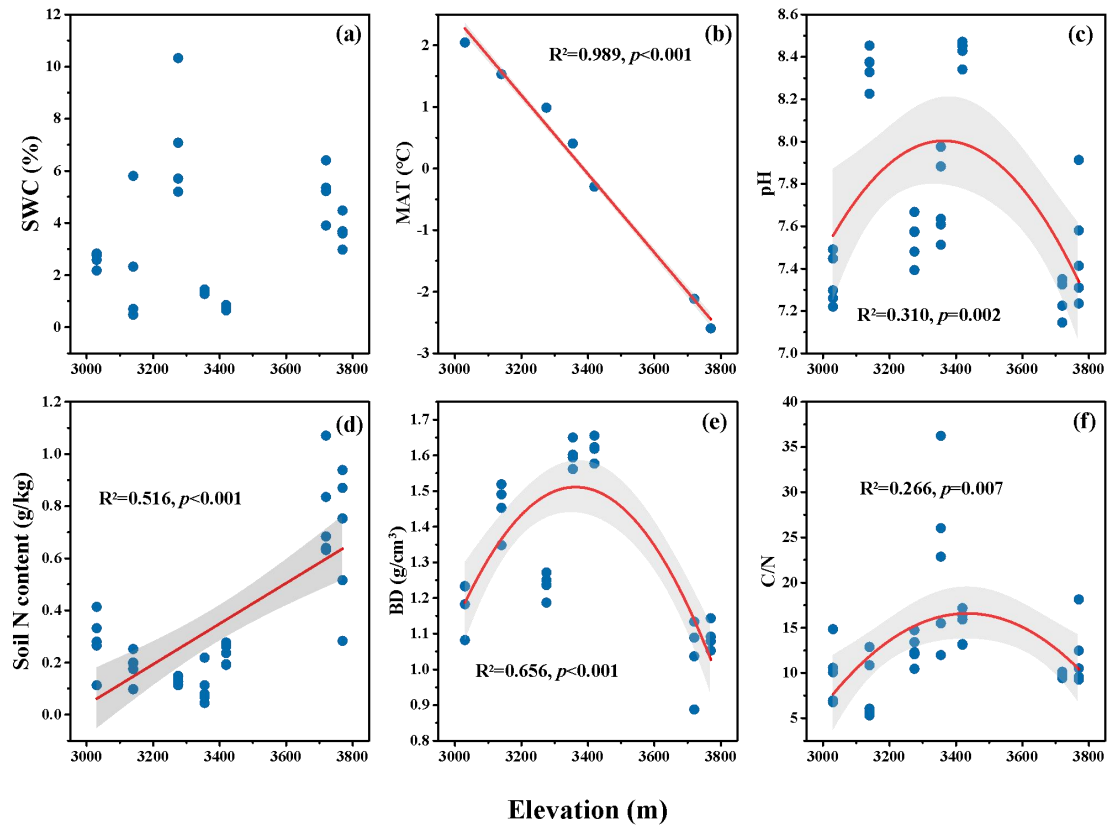 (a)
SWC (%)
12
10
8
6
4
2
0
3000 3200 3400 3600 3800
(b)
R²=0.989, p<0.001
MAT (°C)
2
1
0
-1
-2
-3
3000 3200 3400 3600 3800
(c)
R²=0.310, p=0.002
pH
8.6
8.4
8.2
8.0
7.8
7.6
7.4
7.2
7.0
3000 3200 3400 3600 3800
(d)
R²=0.516, p<0.001
Soil N content (g/kg)
1.2
1.0
0.8
0.6
0.4
0.2
0.0
3000 3200 3400 3600 3800
(e)
R²=0.656, p<0.001
BD (g/cm³)
1.7
1.6
1.5
1.4
1.3
1.2
1.1
1.0
0.9
0.8
3000 3200 3400 3600 3800
(f)
R²=0.266, p=0.007
C/N
40
35
30
25
20
15
10
5
3000 3200 3400 3600 3800
Elevation (m)